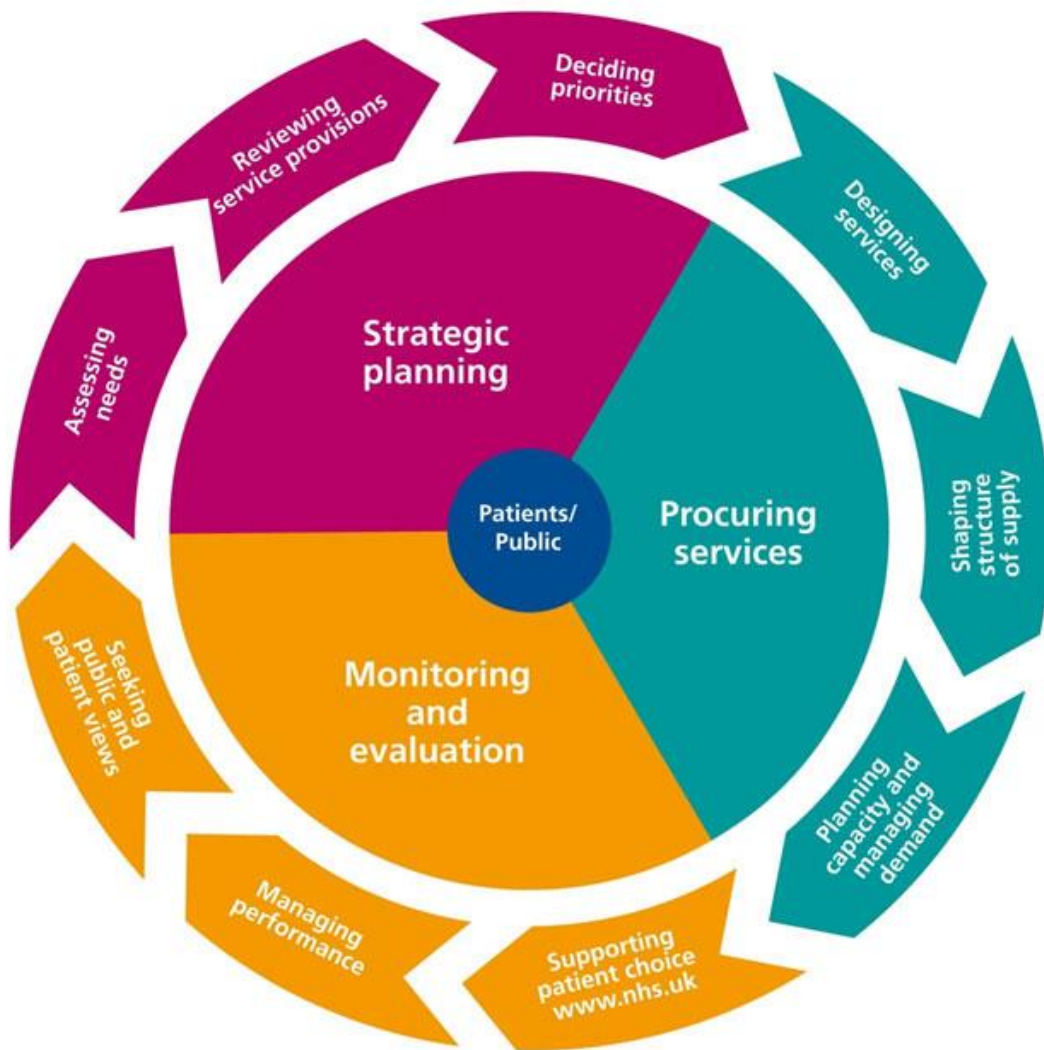 Deciding
priorities
Reviewing
service provisions
Designing
services
Assessing
needs
Strategic
planning
Patients/
Public
Procuring
services
Shaping
structure
of supply
Monitoring
and
evaluation
Seeking
public and
patient views
Planning
capacity and
managing
demand
Managing
performance
Supporting
patient choice
www.nhs.uk